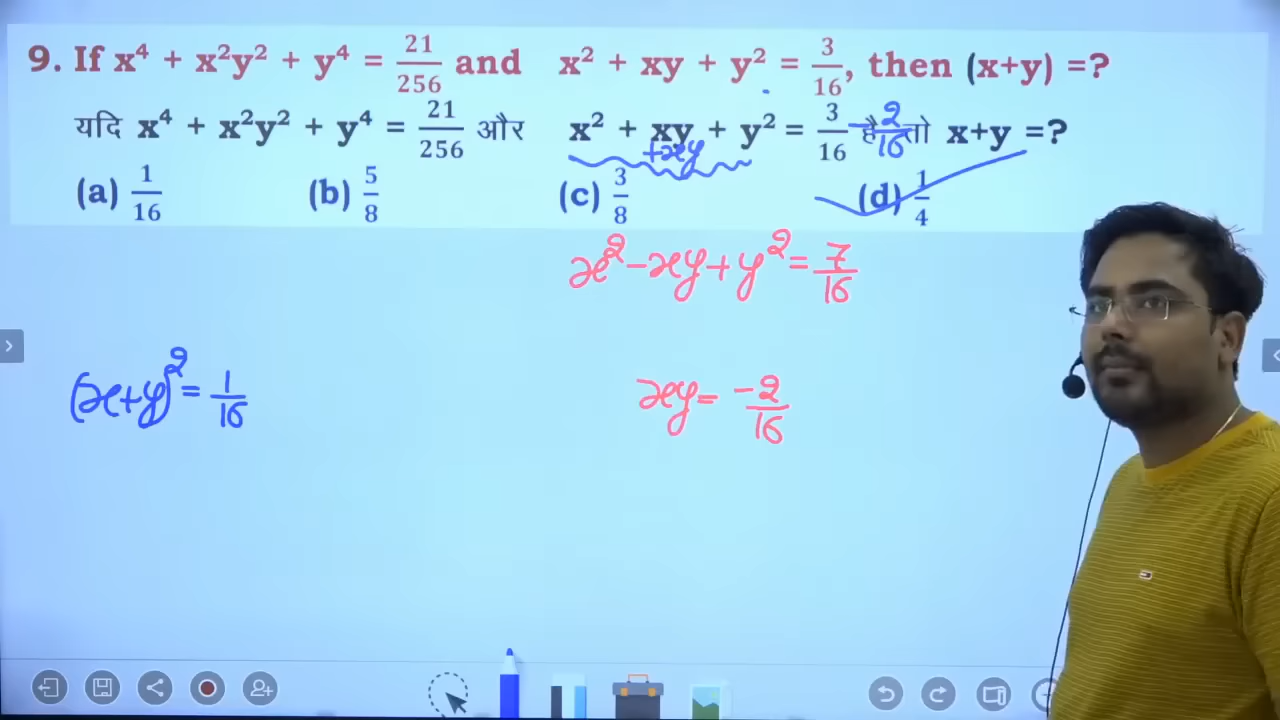 9. If x⁴ + x²y² + y⁴ = 21/256 and x² + xy + y² = 3/16, then (x+y) =?
यदि x⁴ + x²y² + y⁴ = 21/256 और x² + xy + y² = 3/16 है तो x+y =?
+xy
- 2/16
(a) 1/16 (b) 5/8 (c) 3/8 (d) 1/4
x² - xy + y² = 7/16
(x+y)² = 1/16
xy = -2/16